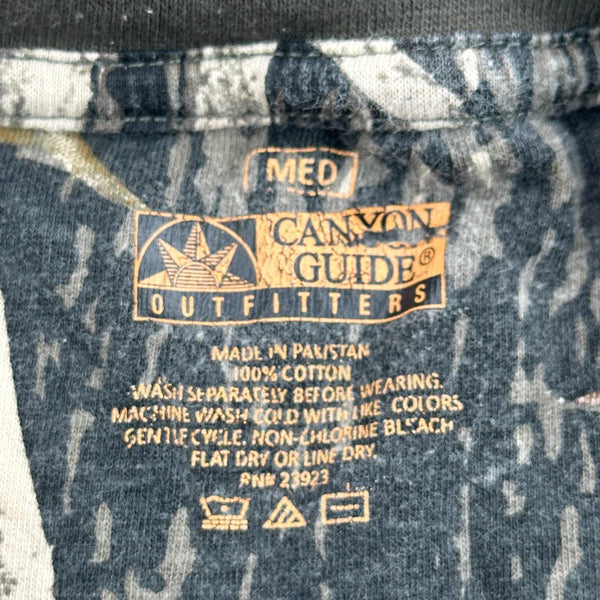 MED
CANYON
GUIDE®
OUTFITTERS
MADE IN PAKISTAN
100% COTTON
WASH SEPARATELY BEFORE WEARING.
MACHINE WASH COLD WITH LIKE COLORS
GENTLE CYCLE. NON-CHLORINE BLEACH
FLAT DRY OR LINE DRY.
RN# 23923